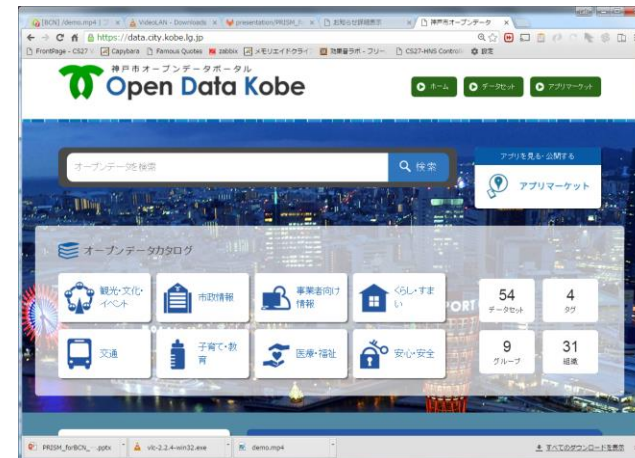 [BCN] /demo.mp4
VideoLAN - Downloads
presentation/PRISM_
お知らせ詳細表示
神戸市オープンデータ
https://data.city.kobe.lg.jp
FrontPage - CS27
Capybara
Famous Quotes
zabbix
メモリエイドクライ
効果音ラボ - フリー
CS27-HNS Control
設定
神戸市オープンデータポータル
Open Data Kobe
ホーム
データセット
アプリマーケット
オープンデータを検索
検索
アプリを見る・公開する
アプリマーケット
オープンデータカタログ
観光・文化・
イベント
市政情報
事業者向け
情報
くらし・すま
い
54
データセット
4
タグ
交通
子育て・教
育
医療・福祉
安心・安全
9
グループ
31
組織
PORT
PRISM_forBCN_....pptx
vlc-2.2.4-win32.exe
demo.mp4
すべてのダウンロードを表示